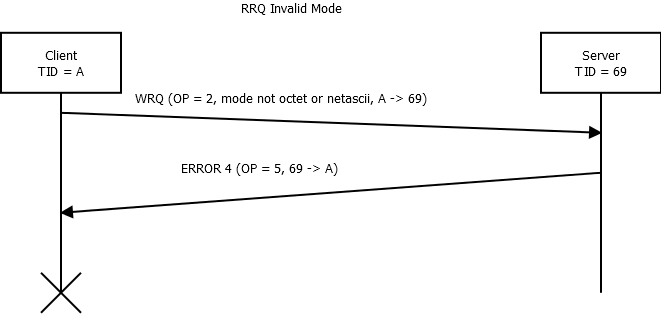 RRQ Invalid Mode
Client
TID = A
Server
TID = 69
WRQ (OP = 2, mode not octet or netascii, A -> 69)
ERROR 4 (OP = 5, 69 -> A)